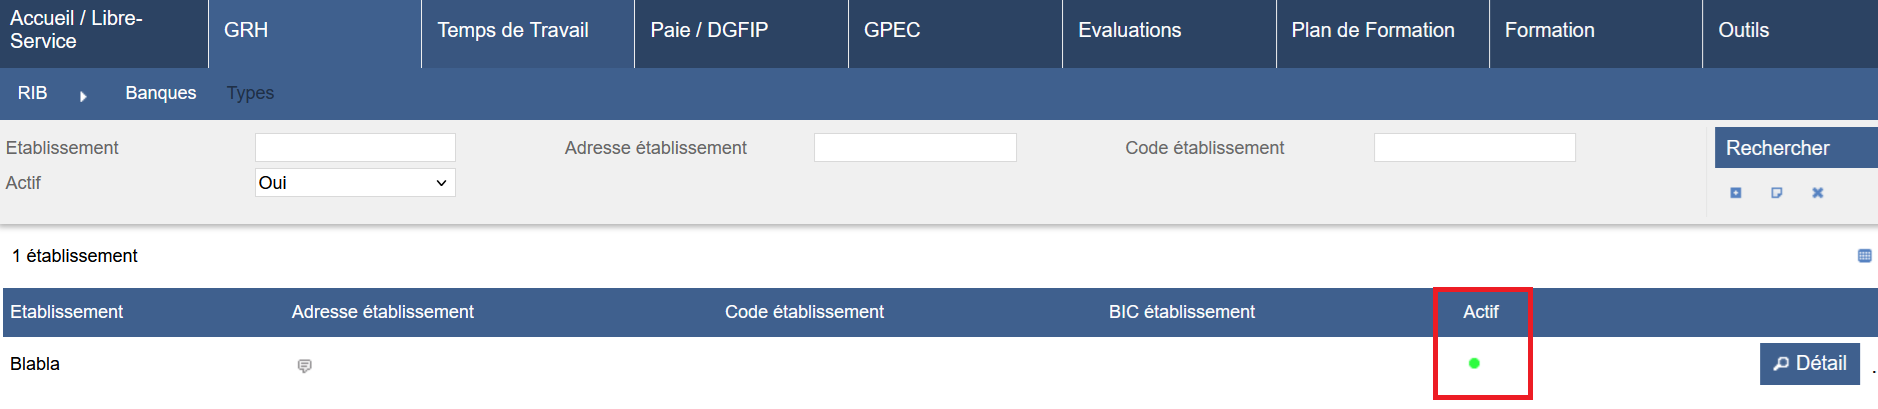 Accueil / Libre-
Service
GRH
Temps de Travail
Paie / DGFIP
GPEC
Evaluations
Plan de Formation
Formation
Outils
RIB
Banques
Types
Etablissement
Adresse établissement
Code établissement
Rechercher
Actif
Oui
1 établissement
Etablissement
Adresse établissement
Code établissement
BIC établissement
Actif
Blabla
Détail
.